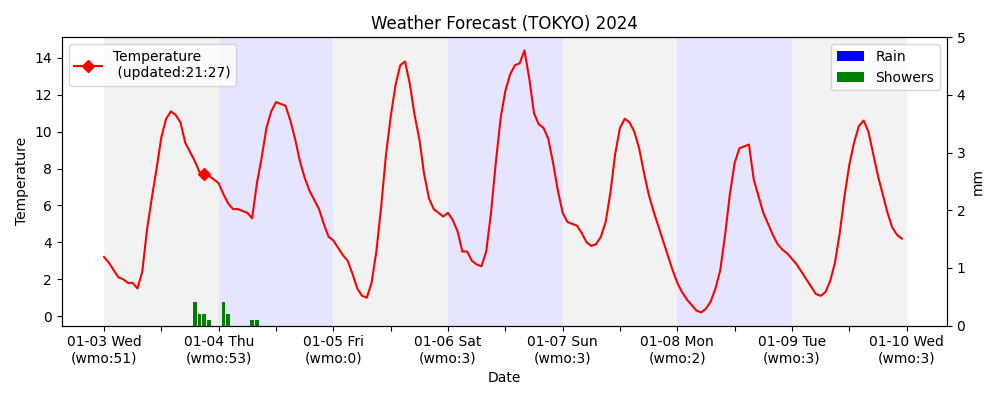 Weather Forecast (TOKYO) 2024
Temperature
(updated:21:27)
Rain
Showers
Temperature
14
12
10
8
6
4
2
0
5
4
3
2
1
0
mm
01-03 Wed
(wmo:51)
01-04 Thu
(wmo:53)
01-05 Fri
(wmo:0)
01-06 Sat
(wmo:3)
01-07 Sun
(wmo:3)
01-08 Mon
(wmo:2)
01-09 Tue
(wmo:3)
01-10 Wed
(wmo:3)
Date